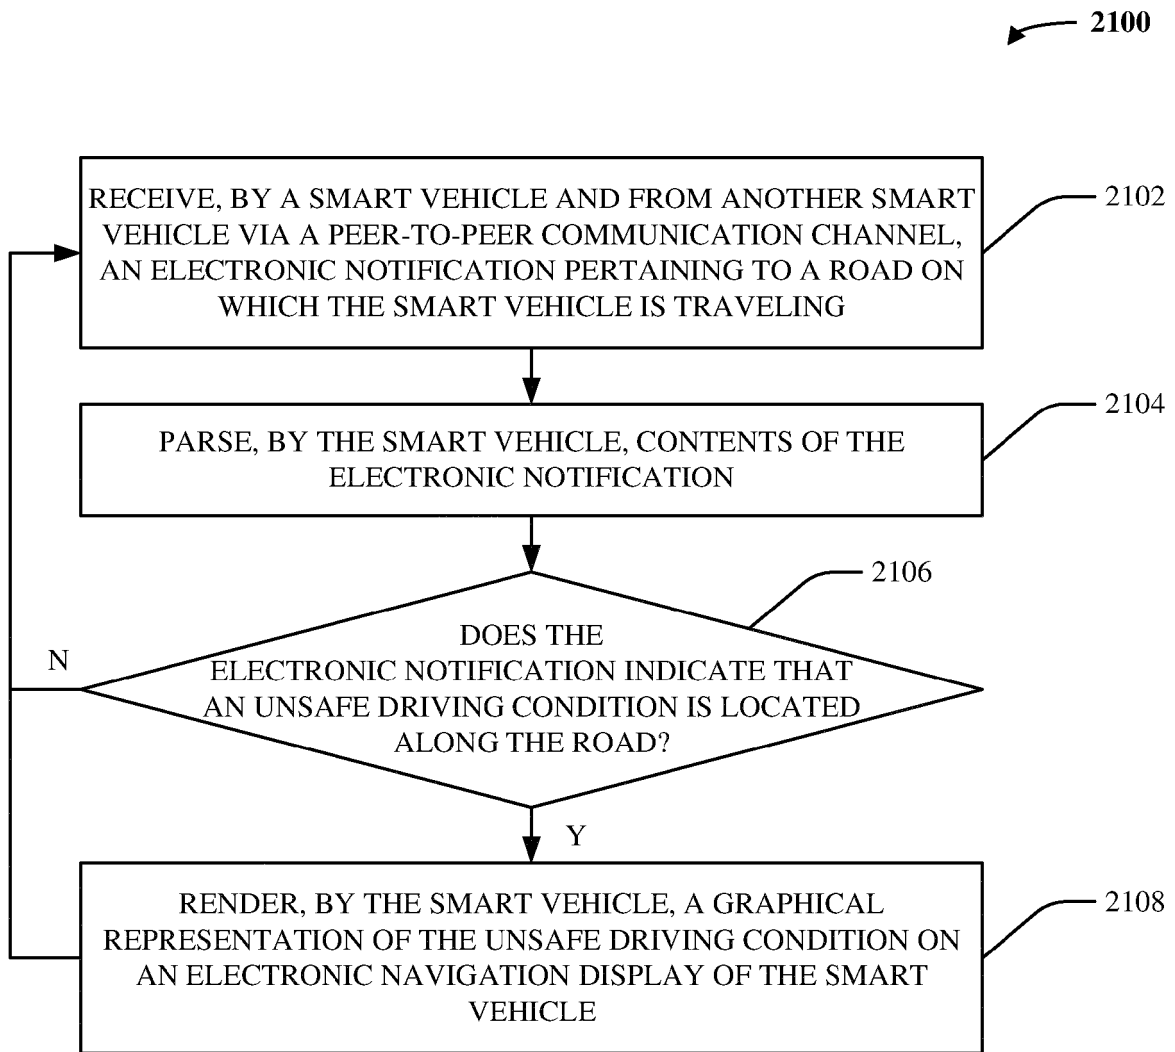 2100
RECEIVE, BY A SMART VEHICLE AND FROM ANOTHER SMART
VEHICLE VIA A PEER-TO-PEER COMMUNICATION CHANNEL,
AN ELECTRONIC NOTIFICATION PERTAINING TO A ROAD ON
WHICH THE SMART VEHICLE IS TRAVELING
2102
PARSE, BY THE SMART VEHICLE, CONTENTS OF THE
ELECTRONIC NOTIFICATION
2104
DOES THE
ELECTRONIC NOTIFICATION INDICATE THAT
AN UNSAFE DRIVING CONDITION IS LOCATED
ALONG THE ROAD?
2106
N
Y
RENDER, BY THE SMART VEHICLE, A GRAPHICAL
REPRESENTATION OF THE UNSAFE DRIVING CONDITION ON
AN ELECTRONIC NAVIGATION DISPLAY OF THE SMART
VEHICLE
2108